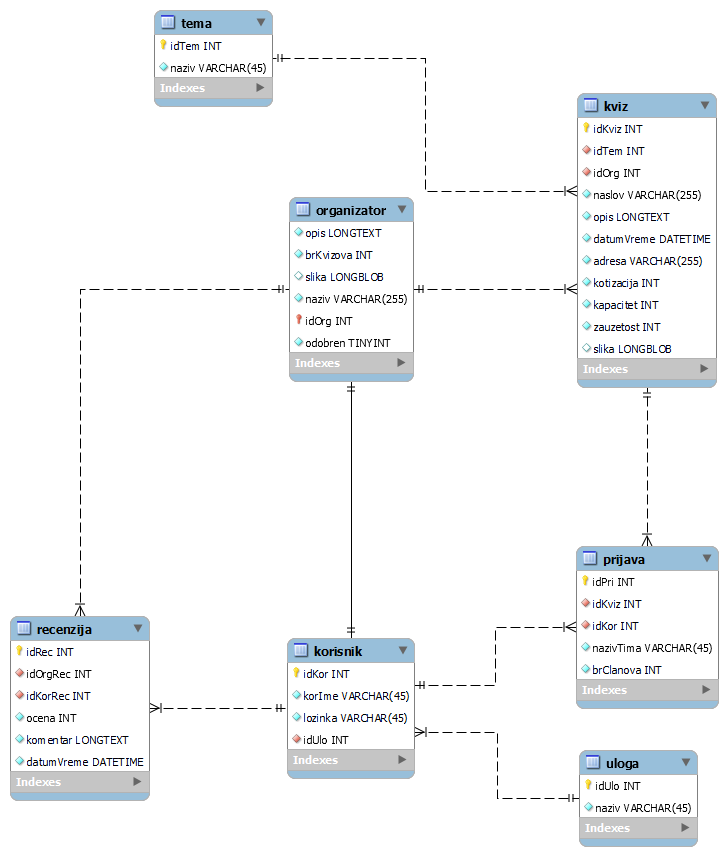 tema
idTem INT
naziv VARCHAR(45)
Indexes
kviz
idKviz INT
idTem INT
idOrg INT
naslov VARCHAR(255)
opis LONGTEXT
datumVreme DATETIME
adresa VARCHAR(255)
kotizacija INT
kapacitet INT
zauzetost INT
slika LONGBLOB
Indexes
organizator
opis LONGTEXT
brKvizova INT
slika LONGBLOB
naziv VARCHAR(255)
idOrg INT
odobren TINYINT
Indexes
prijava
idPri INT
idKviz INT
idKor INT
nazivTima VARCHAR(45)
brClanova INT
Indexes
recenzija
idRec INT
idOrgRec INT
idKorRec INT
ocena INT
komentar LONGTEXT
datumVreme DATETIME
Indexes
korisnik
idKor INT
korIme VARCHAR(45)
lozinka VARCHAR(45)
idUlo INT
Indexes
uloga
idUlo INT
naziv VARCHAR(45)
Indexes